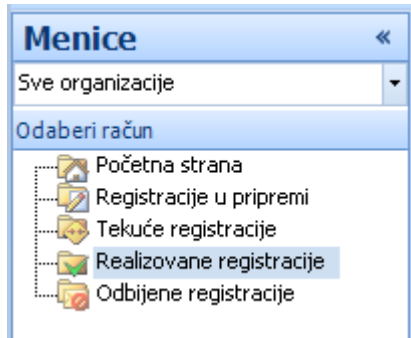 Menice «
Sve organizacije
Odaberi račun
Početna strana
Registracije u pripremi
Tekuće registracije
Realizovane registracije
Odbijene registracije